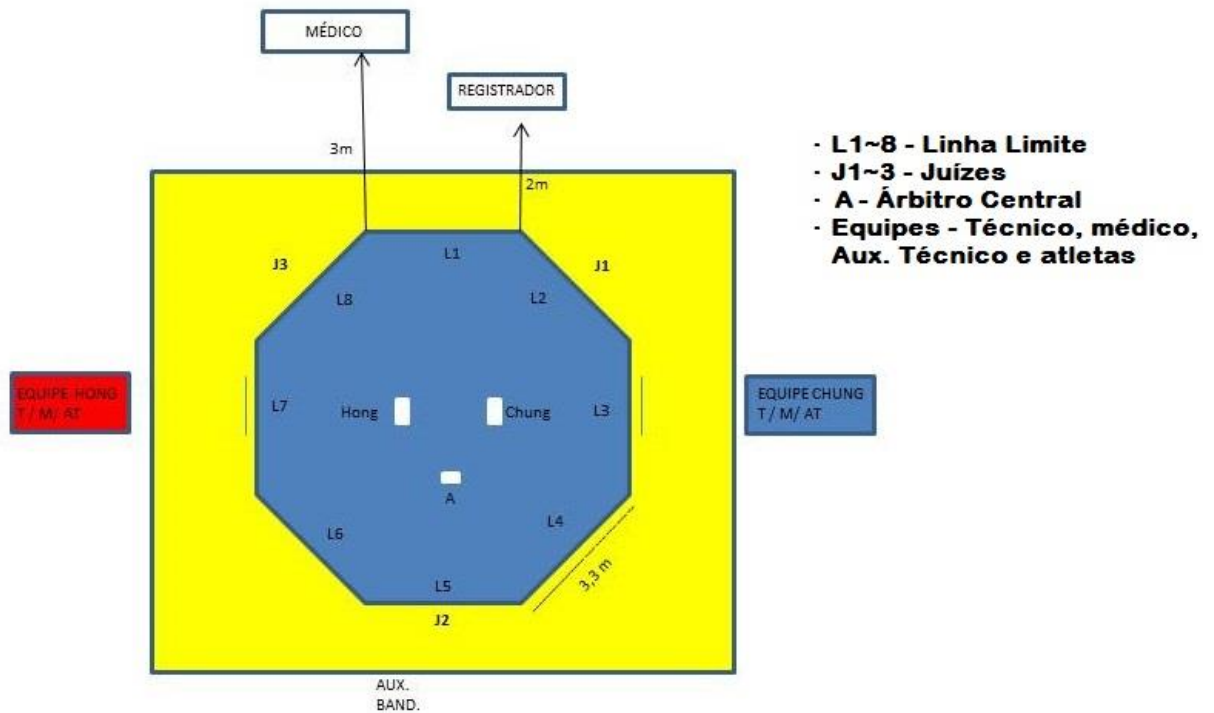 MÉDICO
REGISTRADOR
3m
2m
· L1~8 - Linha Limite
· J1~3 - Juízes
· A - Árbitro Central
· Equipes - Técnico, médico,
Aux. Técnico e atletas
J3
L1
J1
L8
L2
EQUIPE HONG
T / M/ AT
L7
Hong
Chung
L3
EQUIPE CHUNG
T / M/ AT
A
L6
L4
L5
3,3 m
J2
AUX.
BAND.